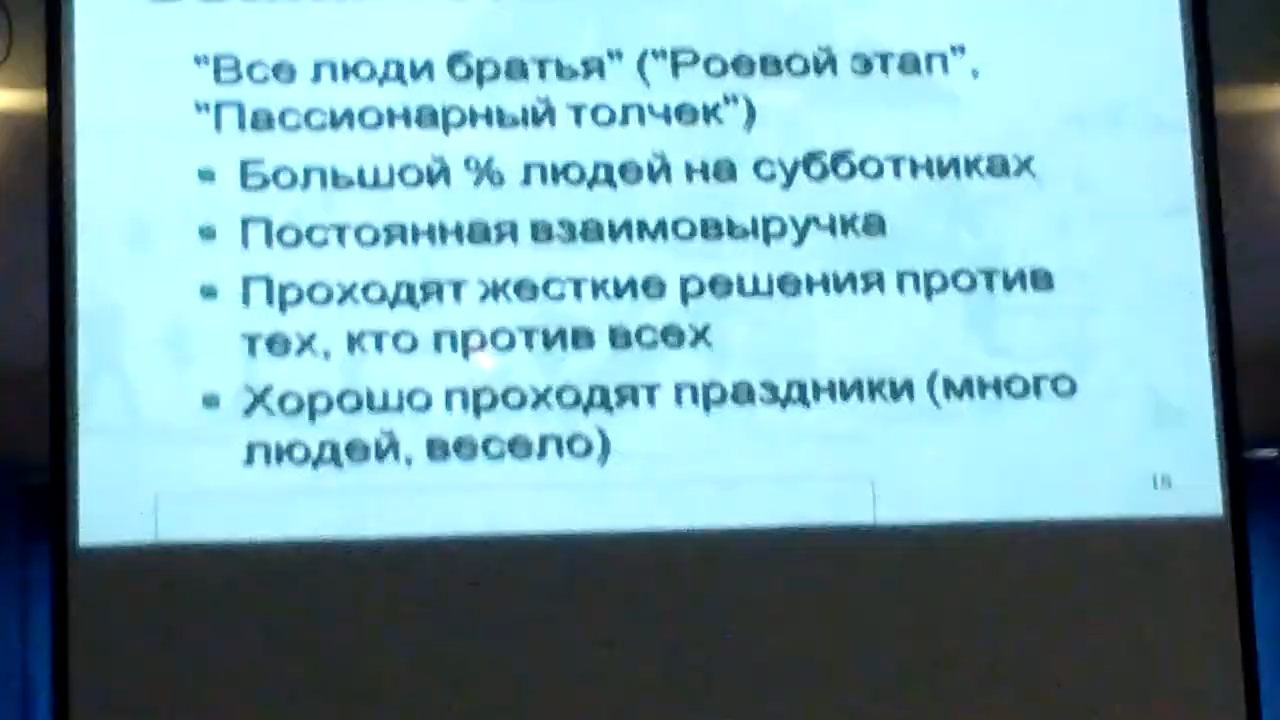 "Все люди братья" ("Роевой этап",
"Пассионарный толчек")
Большой % людей на субботниках
Постоянная взаимовыручка
Проходят жесткие решения против
тех, кто против всех
Хорошо проходят праздники (много
людей, весело)